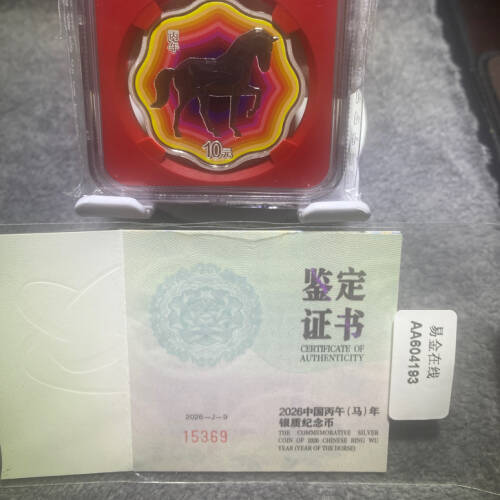 丙午
10元
鉴定
证书
CERTIFICATE OF
AUTHENTICITY
2026-J-9
15369
2026中国丙午(马)年
银质纪念币
THE COMMEMORATIVE SILVER
COIN OF 2026 CHINESE BING WU
YEAR (YEAR OF THE HORSE)
易金在线
AA604193